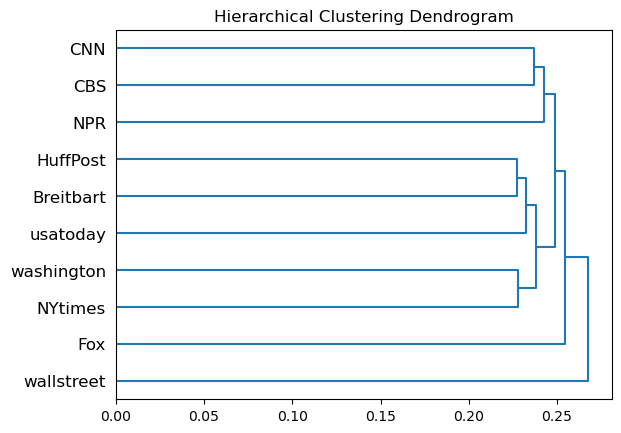 Hierarchical Clustering Dendrogram
CNN
CBS
NPR
HuffPost
Breitbart
usatoday
washington
NYtimes
Fox
wallstreet
0.00 0.05 0.10 0.15 0.20 0.25